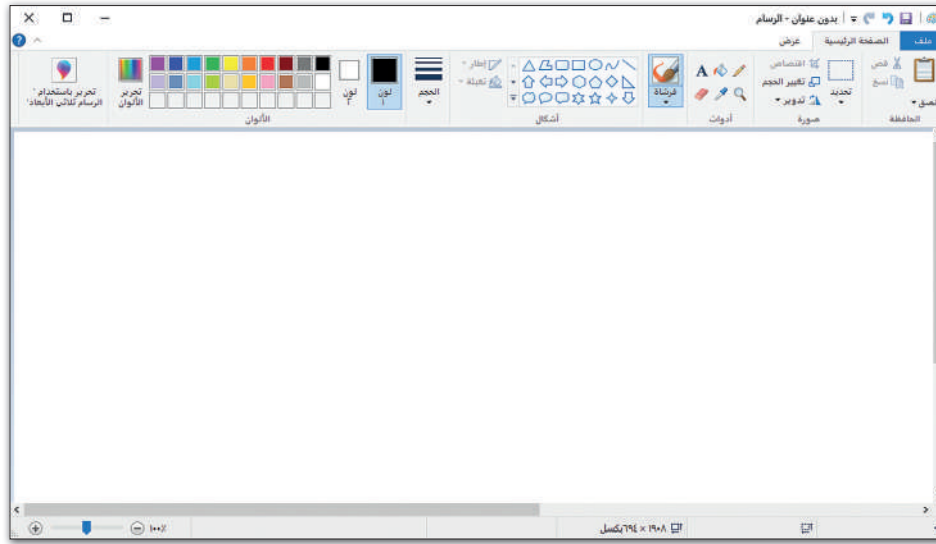 بدون عنوان - الرسام
ملف الصفحة الرئيسية عرض
لصق
قص
نسخ
الحافظة
تحديد
اقتصاص
تغيير الحجم
تدوير
صورة
A
أدوات
فرشاة
إطار
تعبئة
أشكال
الحجم
لون
١
لون
٢
تحرير
الألوان
الألوان
تحرير باستخدام
الرسام ثلاثي الأبعاد
١٩٠٨ × ٦٩٤بكسل
٪١٠٠